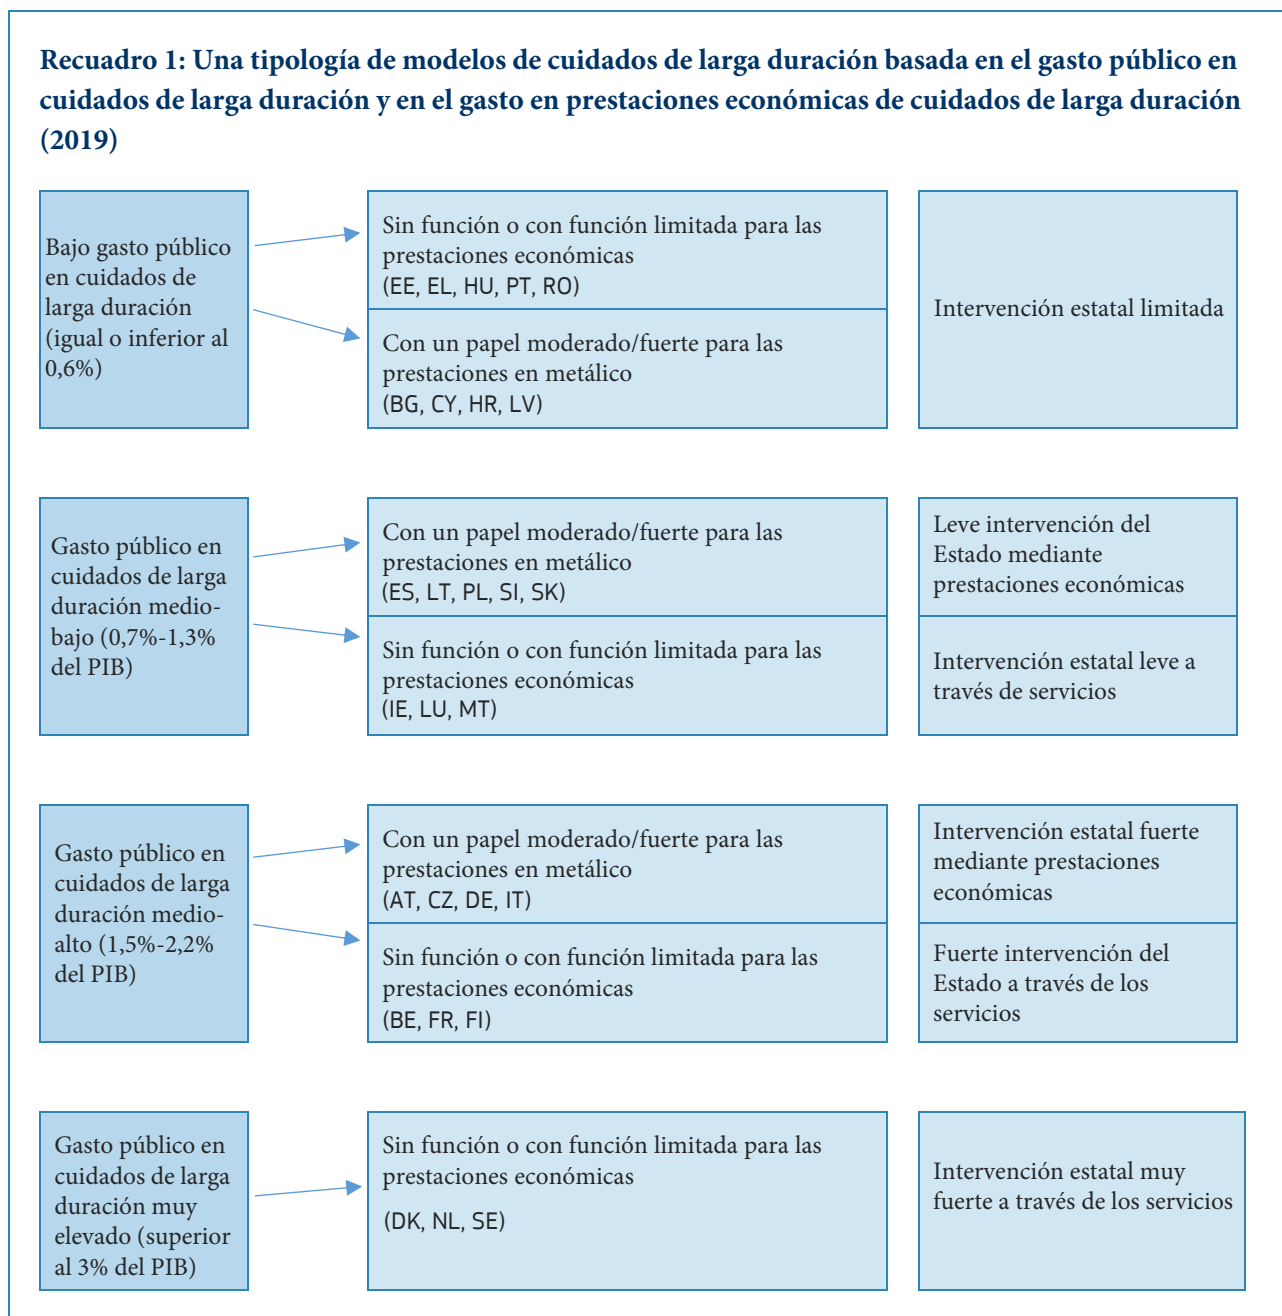 Recuadro 1: Una tipología de modelos de cuidados de larga duración basada en el gasto público en
cuidados de larga duración y en el gasto en prestaciones económicas de cuidados de larga duración
(2019)
Bajo gasto público
en cuidados de
larga duración
(igual o inferior al
0,6%)
Sin función o con función limitada para las
prestaciones económicas
(EE, EL, HU, PT, RO)
Con un papel moderado/fuerte para las
prestaciones en metálico
(BG, CY, HR, LV)
Intervención estatal limitada
Gasto público en
cuidados de larga
duración medio-
bajo (0,7%-1,3%
del PIB)
Con un papel moderado/fuerte para las
prestaciones en metálico
(ES, LT, PL, SI, SK)
Sin función o con función limitada para las
prestaciones económicas
(IE, LU, MT)
Leve intervención del
Estado mediante
prestaciones económicas
Intervención estatal leve a
través de servicios
Gasto público en
cuidados de larga
duración medio-
alto (1,5%-2,2%
del PIB)
Con un papel moderado/fuerte para las
prestaciones en metálico
(AT, CZ, DE, IT)
Sin función o con función limitada para las
prestaciones económicas
(BE, FR, FI)
Intervención estatal fuerte
mediante prestaciones
económicas
Fuerte intervención del
Estado a través de los
servicios
Gasto público en
cuidados de larga
duración muy
elevado (superior
al 3% del PIB)
Sin función o con función limitada para las
prestaciones económicas
(DK, NL, SE)
Intervención estatal muy
fuerte a través de los servicios